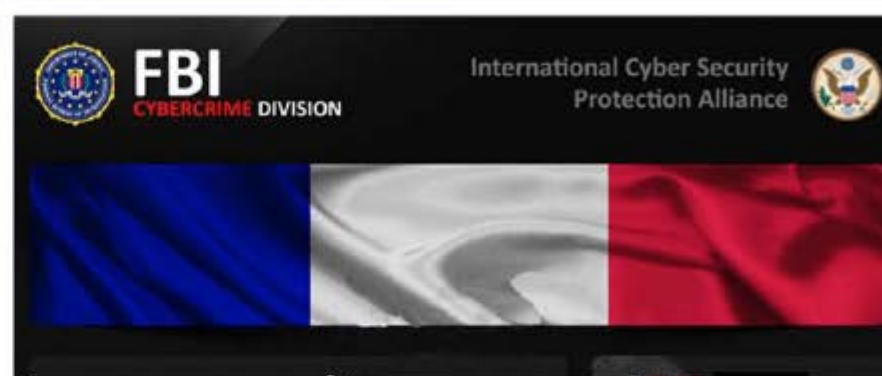 FBI
CYBERCRIME DIVISION
International Cyber Security
Protection Alliance